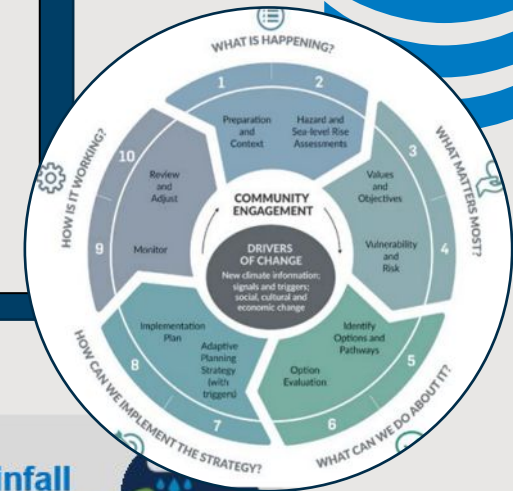 WHAT IS HAPPENING?
1
2
Preparation
and
Context
Hazard and
Sea-level Rise
Assessments
WHAT MATTERS MOST?
3
Values
and
Objectives
4
Vulnerability
and
Risk
WHAT CAN WE DO ABOUT IT?
5
Identify
Options and
Pathways
6
Option
Evaluation
HOW CAN WE IMPLEMENT THE STRATEGY?
7
Adaptive
Planning
Strategy
(with
triggers)
8
Implementation
Plan
HOW IS IT WORKING?
9
Monitor
10
Review
and
Adjust
COMMUNITY
ENGAGEMENT
DRIVERS
OF CHANGE
New climate information;
signals and triggers;
social, cultural and
economic change
infall